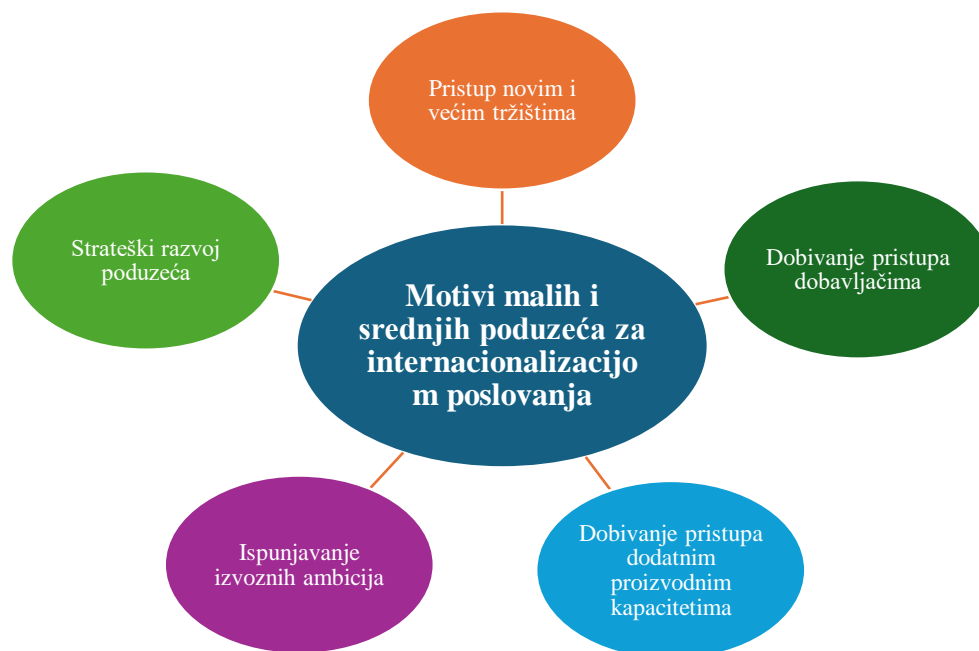 Pristup novim i
većim tržištima
Strateški razvoj
poduzeća
Dobivanje pristupa
dobavljačima
Motivi malih i
srednjih poduzeća za
internacionalizacijo
m poslovanja
Ispunjavanje
izvoznih ambicija
Dobivanje pristupa
dodatnim
proizvodnim
kapacitetima